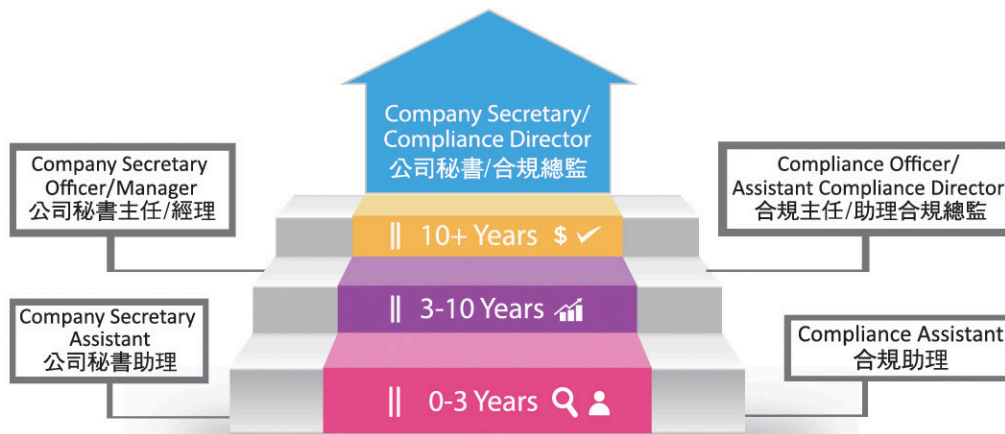 Company Secretary/
Compliance Director
公司秘書/合規總監
Company Secretary
Officer/Manager
公司秘書主任/經理
Compliance Officer/
Assistant Compliance Director
合規主任/助理合規總監
10+ Years $
3-10 Years
Company Secretary
Assistant
公司秘書助理
Compliance Assistant
合規助理
0-3 Years